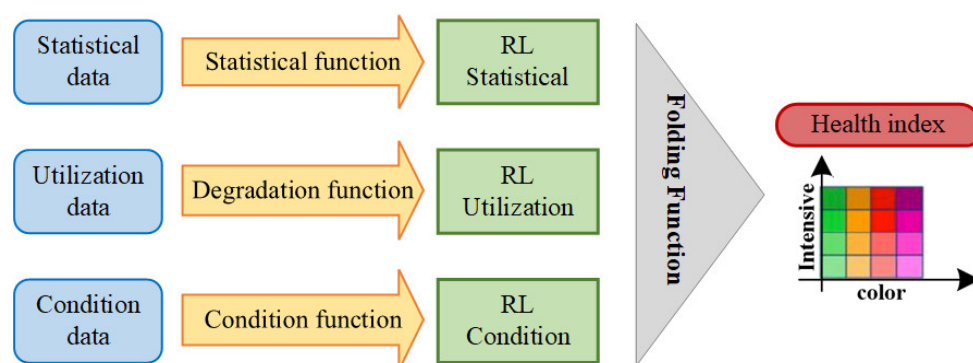 Statistical
data
Statistical function
RL
Statistical
Utilization
data
Degradation function
RL
Utilization
Condition
data
Condition function
RL
Condition
Folding Function
Health index
Intensive
color